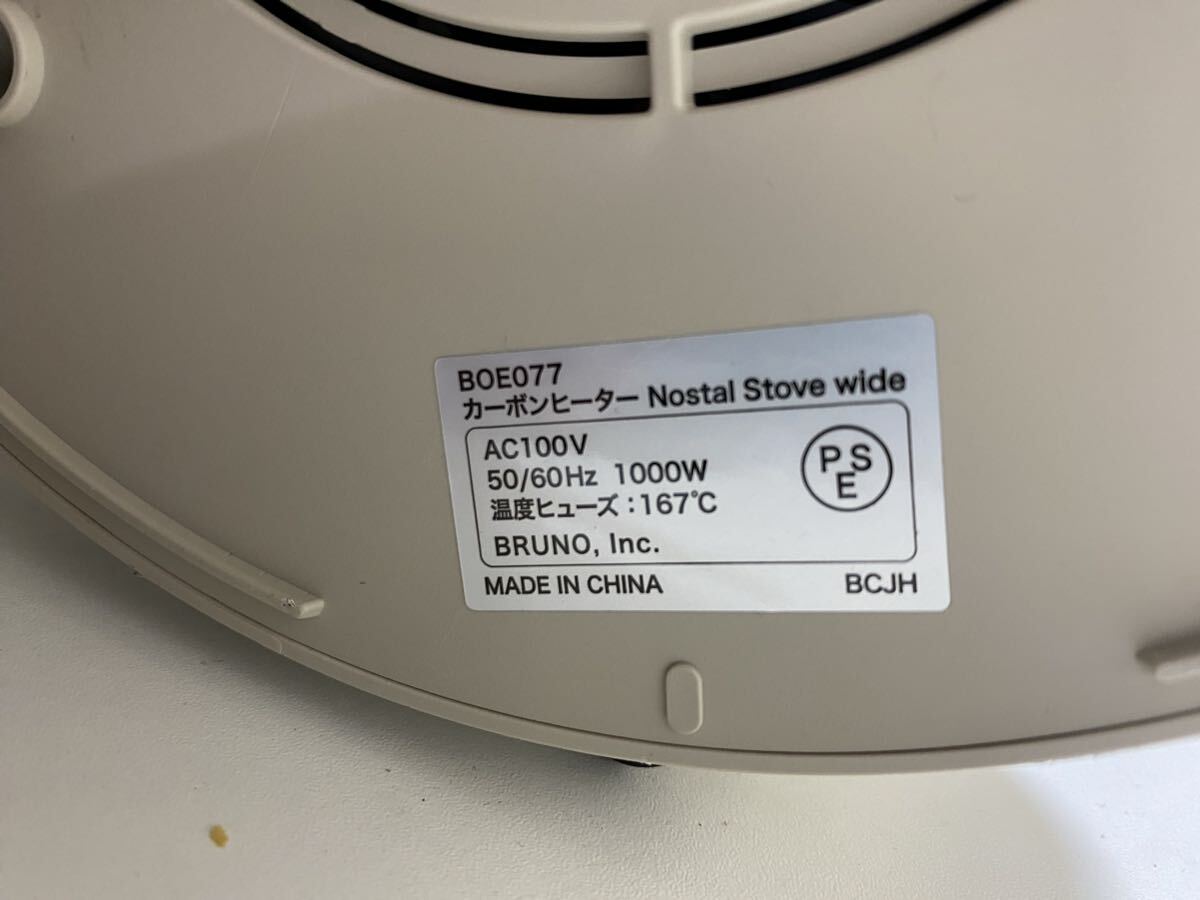 BOE077
カーボンヒーター Nostal Stove wide
AC100V
50/60Hz 1000W
温度ヒューズ：167℃
PSE
BRUNO, Inc.
MADE IN CHINA BCJH